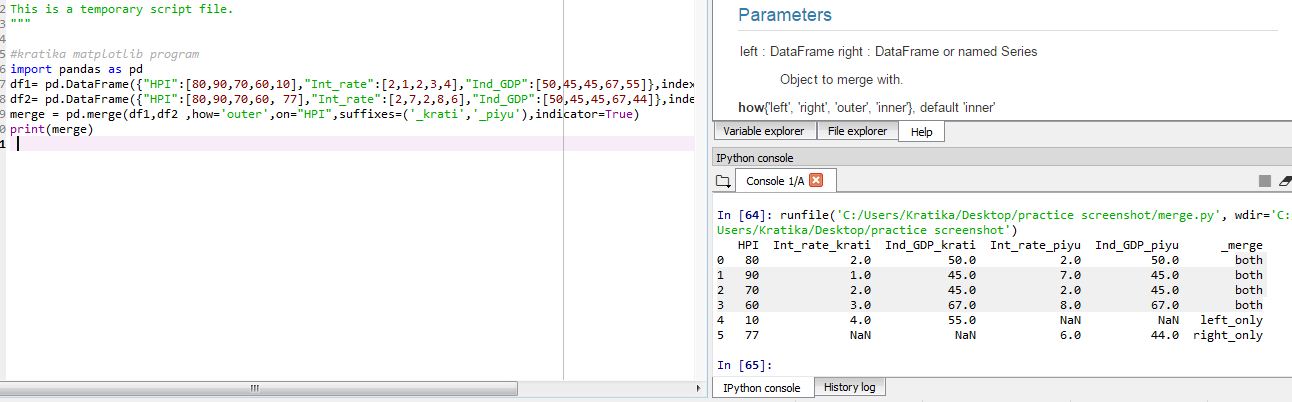 2 This is a temporary script file.
3 """
4
5 #kratika matplotlib program
6 import pandas as pd
7 df1= pd.DataFrame({"HPI":[80,90,70,60,10],"Int_rate":[2,1,2,3,4],"Ind_GDP":[50,45,45,67,55]},index
8 df2= pd.DataFrame({"HPI":[80,90,70,60, 77],"Int_rate":[2,7,2,8,6],"Ind_GDP":[50,45,45,67,44]},inde
9 merge = pd.merge(df1,df2 ,how='outer',on="HPI",suffixes=('_krati','_piyu'),indicator=True)
0 print(merge)
1
Parameters
left : DataFrame right : DataFrame or named Series
Object to merge with.
how{'left', 'right', 'outer', 'inner'}, default 'inner'
Variable explorer File explorer Help
IPython console
Console 1/A
In [64]: runfile('C:/Users/Kratika/Desktop/practice screenshot/merge.py', wdir='C:
Users/Kratika/Desktop/practice screenshot')
HPI Int_rate_krati Ind_GDP_krati Int_rate_piyu Ind_GDP_piyu _merge
0 80 2.0 50.0 2.0 50.0 both
1 90 1.0 45.0 7.0 45.0 both
2 70 2.0 45.0 2.0 45.0 both
3 60 3.0 67.0 8.0 67.0 both
4 10 4.0 55.0 NaN NaN left_only
5 77 NaN NaN 6.0 44.0 right_only
In [65]:
IPython console History log